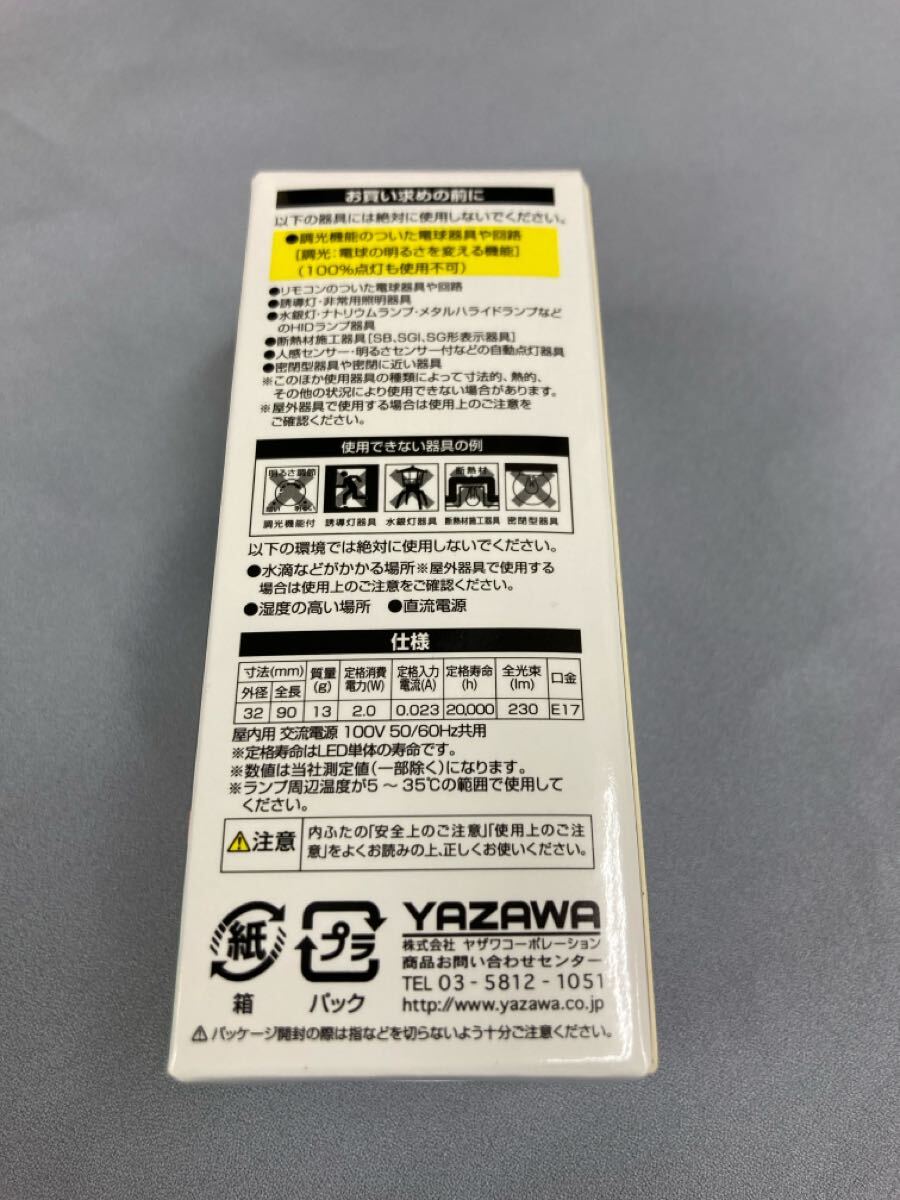 お買い求めの前に
以下の器具には絶対に使用しないでください。
●調光機能のついた電球器具や回路
[調光：電球の明るさを変える機能]
(100%点灯も使用不可)
●リモコンのついた電球器具や回路
●誘導灯・非常用照明器具
●水銀灯・ナトリウムランプ・メタルハライドランプなど
のHIDランプ器具
●断熱材施工器具[SB、SGI、SG形表示器具]
●人感センサー・明るさセンサー付などの自動点灯器具
●密閉型器具や密閉に近い器具
※このほか使用器具の種類によって寸法的、熱的、
その他の状況により使用できない場合があります。
※屋外器具で使用する場合は使用上のご注意を
ご確認ください。
使用できない器具の例
明るさ調節 断熱材
暗い 明るい
調光機能付 誘導灯器具 水銀灯器具 断熱材施工器具 密閉型器具
以下の環境では絶対に使用しないでください。
●水滴などがかかる場所※屋外器具で使用する
場合は使用上のご注意をご確認ください。
●湿度の高い場所 ●直流電源
仕様
寸法(mm) 質量(g) 定格消費電力(W) 定格入力電流(A) 定格寿命(h) 全光束(lm) 口金
外径 全長
32 90 13 2.0 0.023 20,000 230 E17
屋内用 交流電源 100V 50/60Hz共用
※定格寿命はLED単体の寿命です。
※数値は当社測定値(一部除く)になります。
※ランプ周辺温度が5～35℃の範囲で使用して
ください。
注意 内ふたの「安全上のご注意」「使用上のご注
意」をよくお読みの上、正しくお使いください。
紙 プラ YAZAWA
株式会社 ヤザワコーポレーション
商品お問い合わせセンター
TEL 03-5812-1051
箱 パック http://www.yazawa.co.jp
⚠パッケージ開封の際は指などを切らないよう十分ご注意ください。